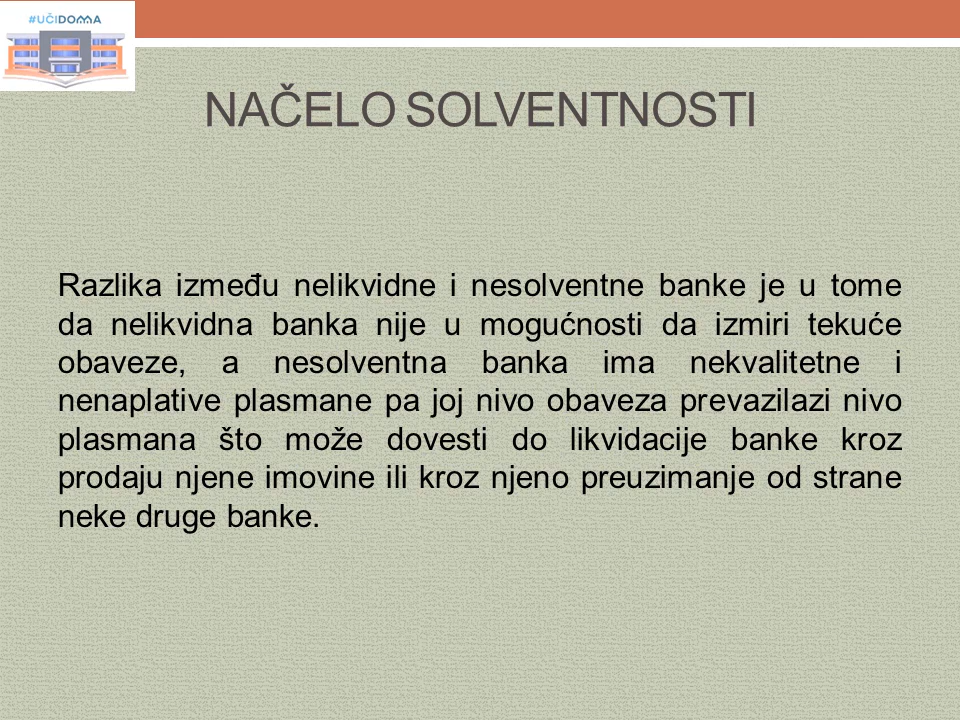 #UČIDOMA
NAČELO SOLVENTNOSTI
Razlika između nelikvidne i nesolventne banke je u tome
da nelikvidna banka nije u mogućnosti da izmiri tekuće
obaveze, a nesolventna banka ima nekvalitetne i
nenaplative plasmane pa joj nivo obaveza prevazilazi nivo
plasmana što može dovesti do likvidacije banke kroz
prodaju njene imovine ili kroz njeno preuzimanje od strane
neke druge banke.